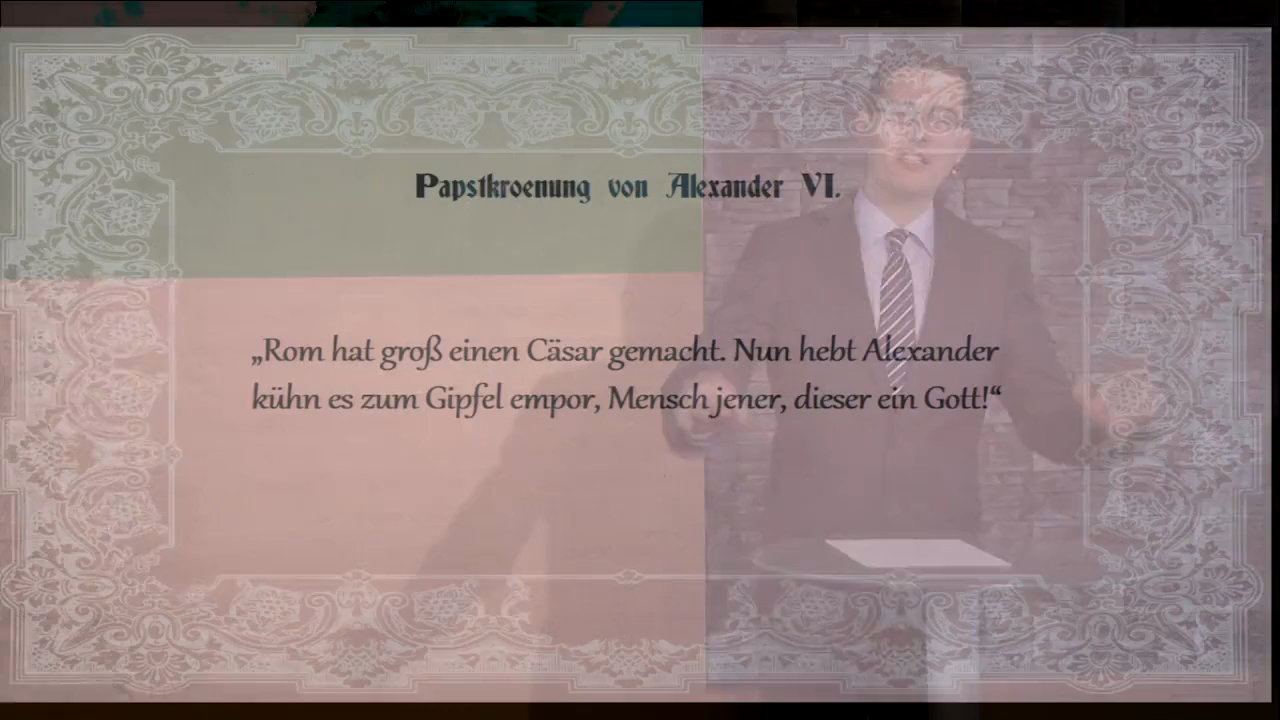 Papstkroenung von Alexander VI.
„Rom hat groß einen Cäsar gemacht. Nun hebt Alexander
kühn es zum Gipfel empor, Mensch jener, dieser ein Gott!“